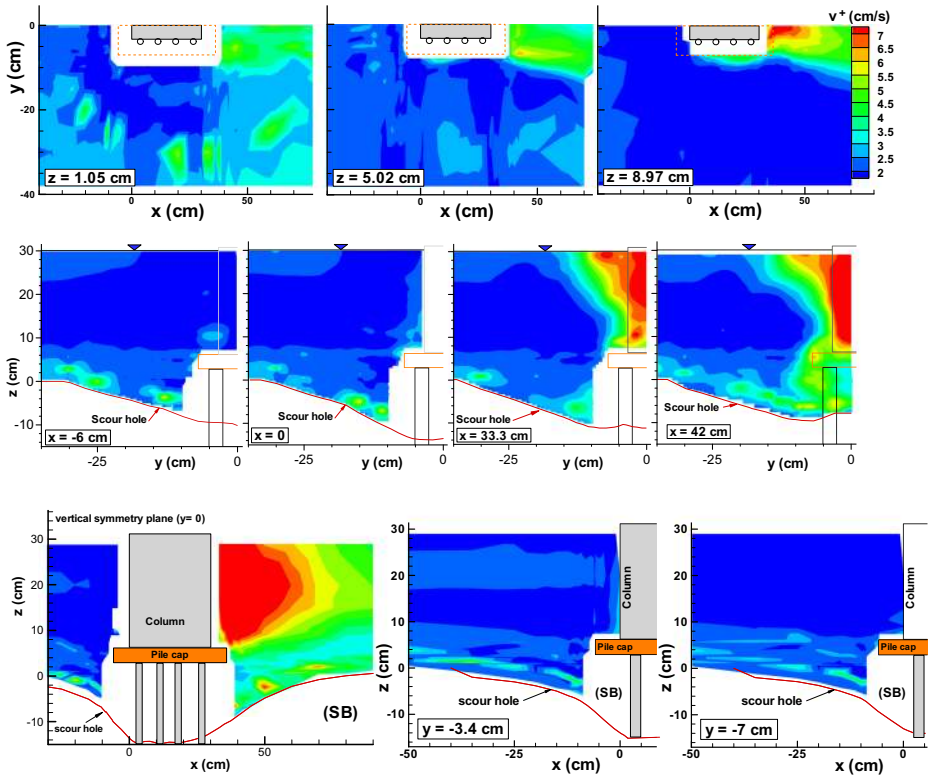 v⁺ (cm/s)
7
6.5
6
5.5
5
4.5
4
3.5
3
2.5
2
y (cm)
0
-20
-40
z = 1.05 cm
0
50
x (cm)
z = 5.02 cm
0
50
x (cm)
z = 8.97 cm
0
50
x (cm)
z (cm)
30
20
10
0
-10
Scour hole
x = -6 cm
-25
0
y (cm)
Scour hole
x = 0
-25
0
y (cm)
Scour hole
x = 33.3 cm
-25
0
y (cm)
Scour hole
x = 42 cm
-25
0
y (cm)
vertical symmetry plane (y= 0)
z (cm)
30
20
10
0
-10
Column
Pile cap
scour hole
(SB)
0
50
x (cm)
z (cm)
30
15
0
-15
Column
Pile cap
(SB)
scour hole
y = -3.4 cm
-50
-25
0
x (cm)
z (cm)
30
15
0
-15
Column
Pile cap
(SB)
scour hole
y = -7 cm
-50
-25
0
x (cm)